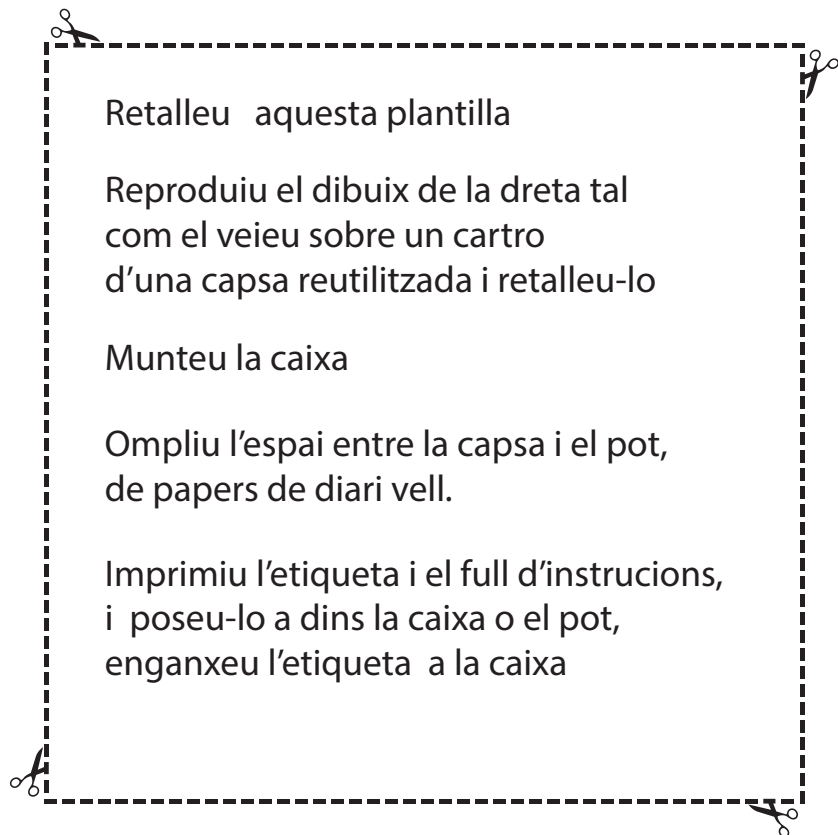 Retalleu   aquesta plantilla
Reproduiu el dibuix de la dreta tal
com el veieu sobre un cartro
d’una capsa reutilitzada i retalleu-lo
Munteu la caixa
Ompliu l’espai entre la capsa i el pot,
de papers de diari vell.
Imprimiu l’etiqueta i el full d’instrucions,
i  poseu-lo a dins la caixa o el pot,
enganxeu l’etiqueta  a la caixa